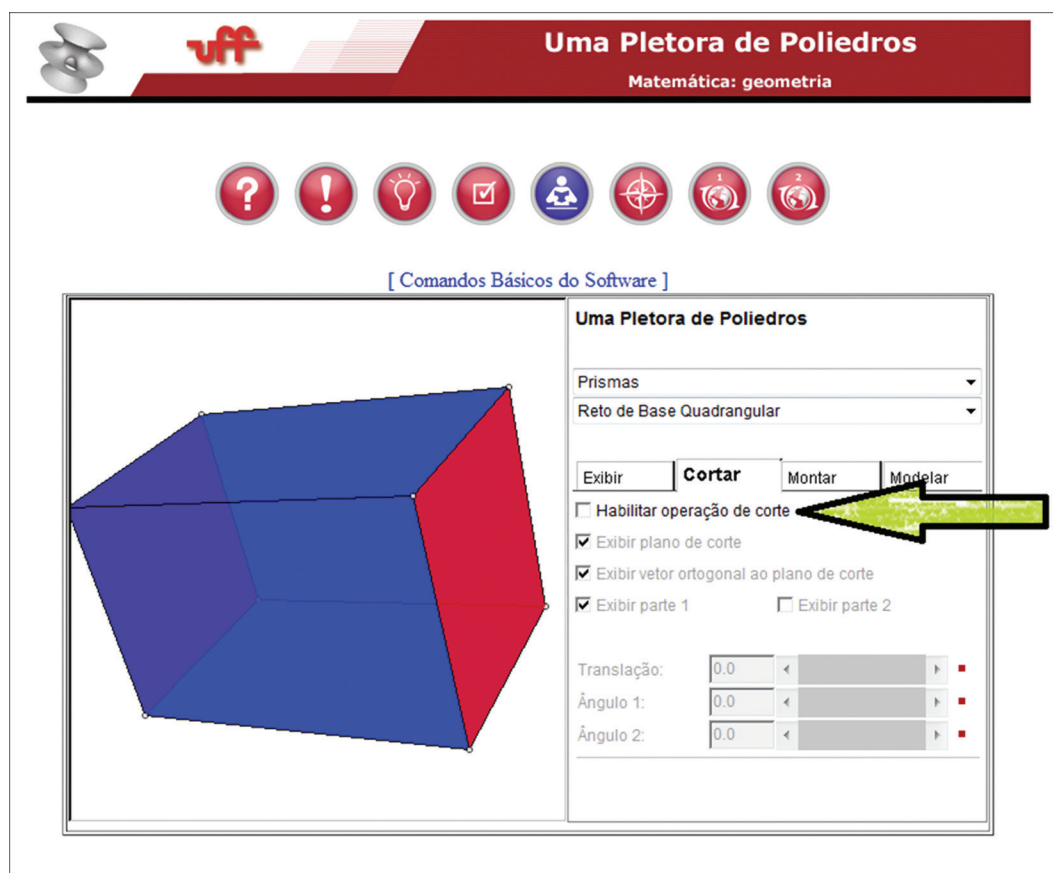 uff
Uma Pletora de Poliedros
Matemática: geometria
? ! 1 2
[ Comandos Básicos do Software ]
Uma Pletora de Poliedros
Prismas
Reto de Base Quadrangular
Exibir Cortar Montar Modelar
Habilitar operação de corte
Exibir plano de corte
Exibir vetor ortogonal ao plano de corte
Exibir parte 1 Exibir parte 2
Translação: 0.0
Ângulo 1: 0.0
Ângulo 2: 0.0